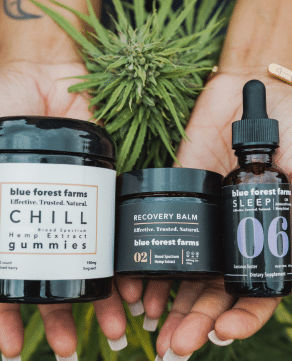 blue forest farms
Effective. Trusted. Natural.
CHILL
Broad Spectrum
Hemp Extract
gummies
RECOVERY BALM
Effective. Trusted. Natural.
blue forest farms
02
Broad Spectrum
Hemp Extract
blue forest farms
SLEEP
Effective. Trusted. Natural.
06
Dietary Supplement